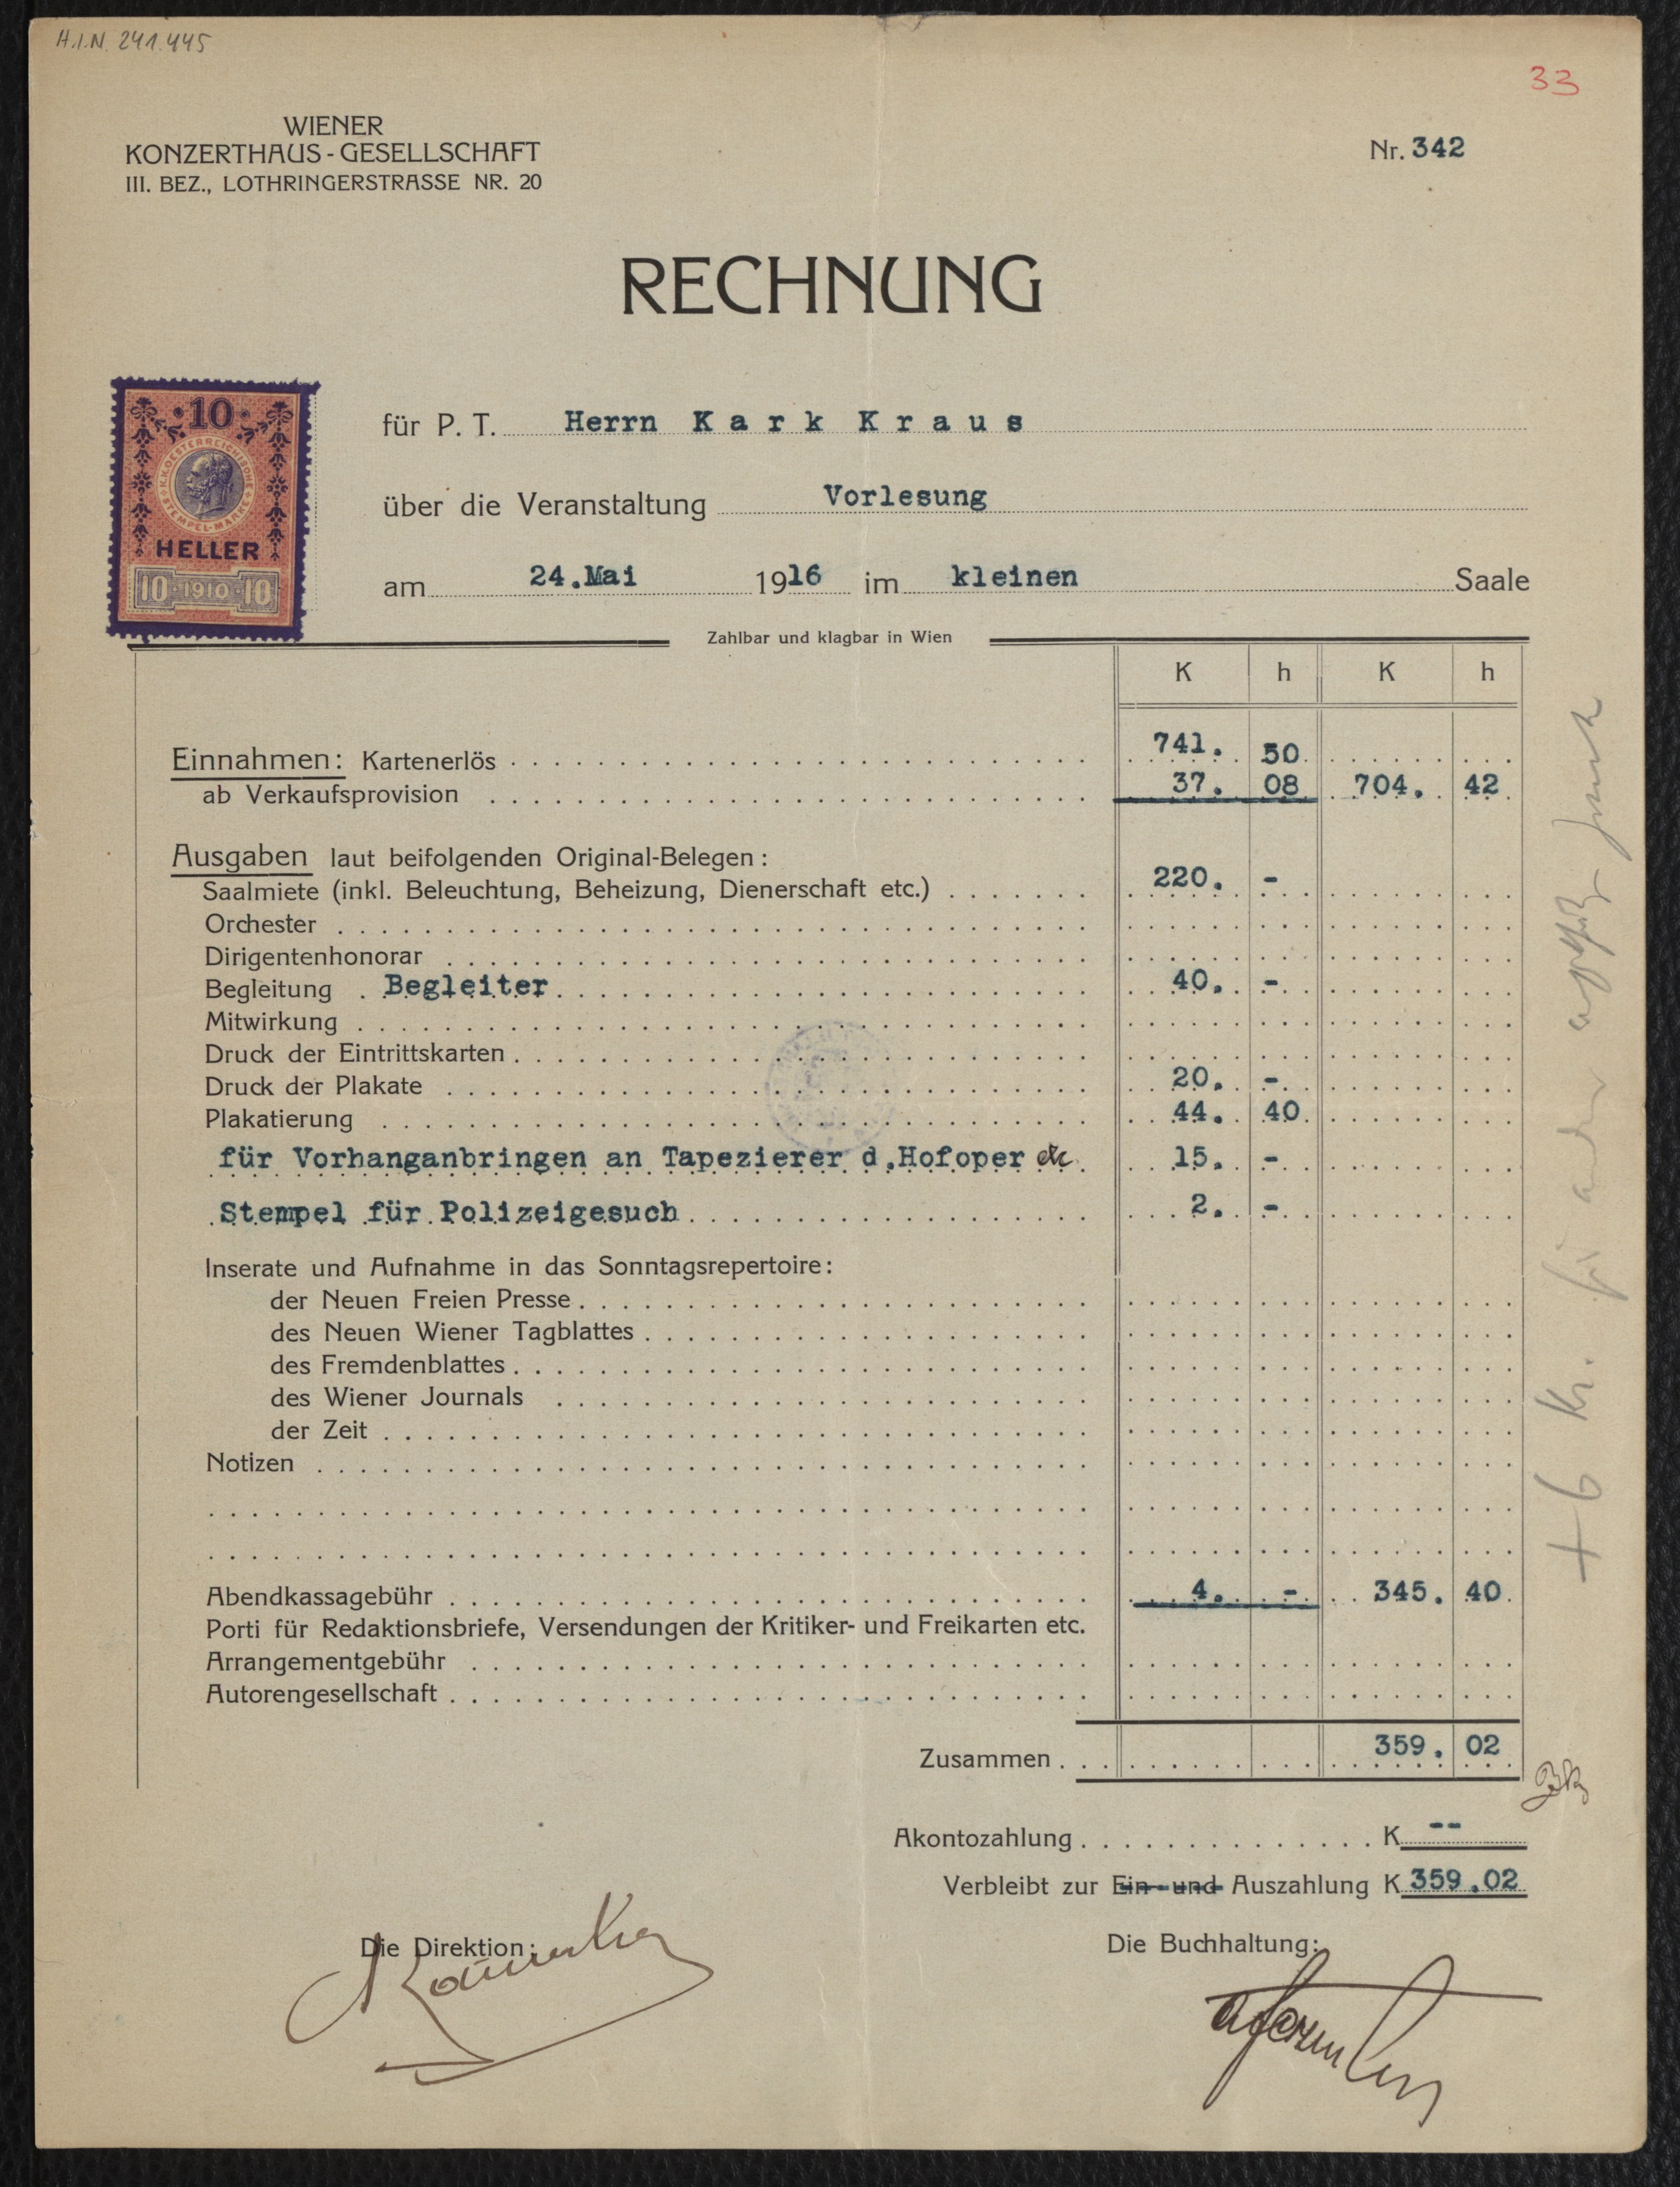 H.I.N. 241.445
33
WIENER
KONZERTHAUS-GESELLSCHAFT
III. BEZ., LOTHRINGERSTRASSE NR. 20
Nr. 342
RECHNUNG
·10·
K.K. OESTERREICHISCHE STEMPEL-MARKE
HELLER
10 ·1910· 10
für P. T. Herrn Kark Kraus
über die Veranstaltung Vorlesung
am 24.Mai 1916 im kleinen Saale
Zahlbar und klagbar in Wien
K h K h
Einnahmen: Kartenerlös 741. 50
ab Verkaufsprovision 37. 08 704. 42
Ausgaben laut beifolgenden Original-Belegen:
Saalmiete (inkl. Beleuchtung, Beheizung, Dienerschaft etc.) 220. -
Orchester
Dirigentenhonorar
Begleitung Begleiter 40. -
Mitwirkung
Druck der Eintrittskarten
Druck der Plakate 20. -
Plakatierung 44. 40
für Vorhanganbringen an Tapezierer d.Hofoper etc 15. -
Stempel für Polizeigesuch 2. -
Inserate und Aufnahme in das Sonntagsrepertoire:
der Neuen Freien Presse
des Neuen Wiener Tagblattes
des Fremdenblattes
des Wiener Journals
der Zeit
Notizen
Abendkassagebühr 4. - 345. 40
Porti für Redaktionsbriefe, Versendungen der Kritiker- und Freikarten etc.
Arrangementgebühr
Autorengesellschaft
Zusammen 359. 02
Akontozahlung K --
Verbleibt zur Ein- und Auszahlung K 359.02
Die Direktion:
Die Buchhaltung:
+ 6 Kr. für